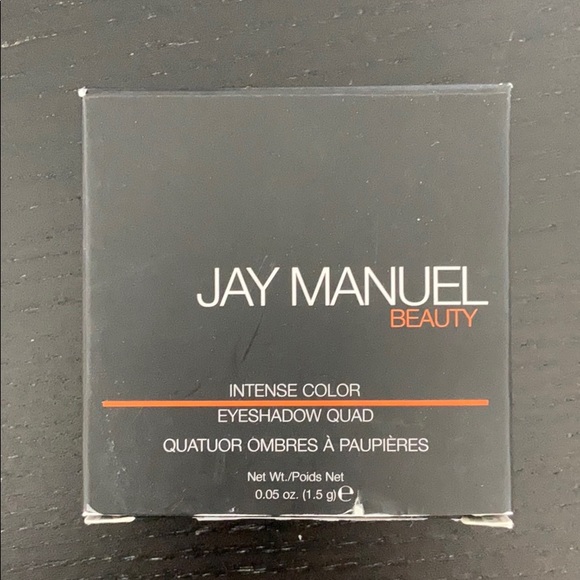 JAY MANUEL
BEAUTY
INTENSE COLOR
EYESHADOW QUAD
QUATUOR OMBRES À PAUPIÈRES
Net Wt./Poids Net
0.05 oz. (1.5 g)℮